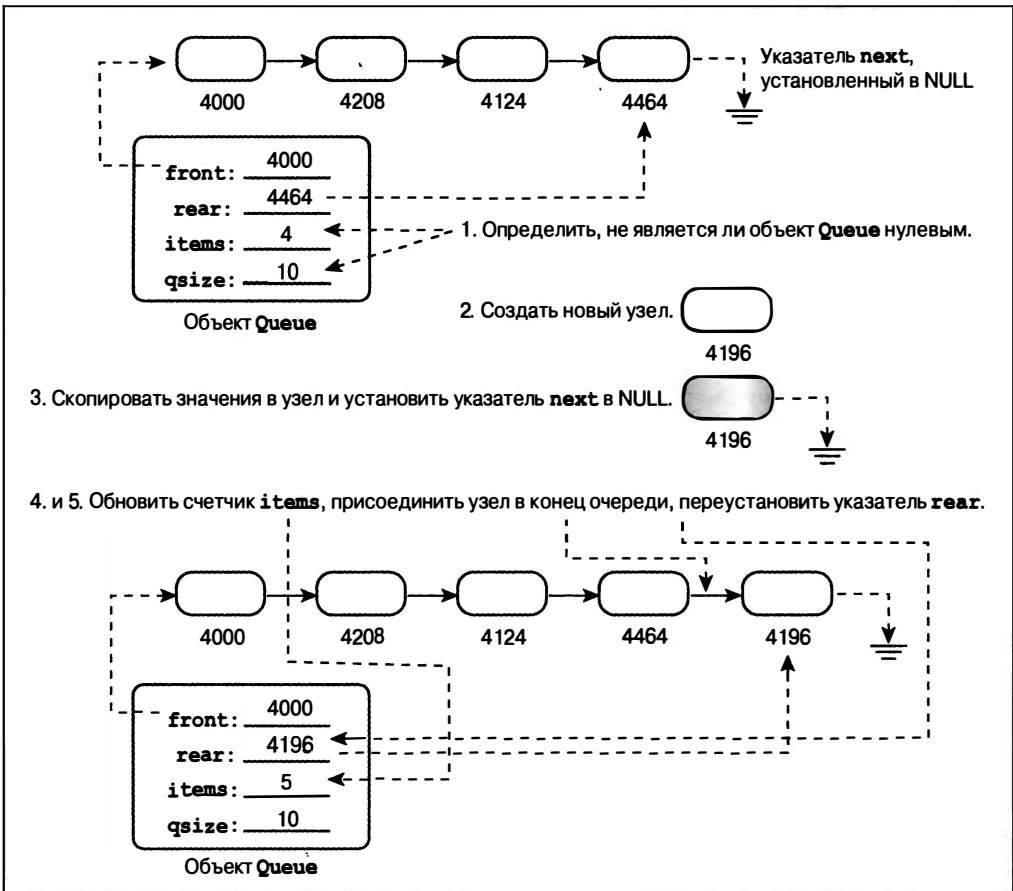 Указатель next,
установленный в NULL
4000 4208 4124 4464
front: 4000
rear: 4464
items: 4
qsize: 10
Объект Queue
1. Определить, не является ли объект Queue нулевым.
2. Создать новый узел.
4196
3. Скопировать значения в узел и установить указатель next в NULL.
4196
4. и 5. Обновить счетчик items, присоединить узел в конец очереди, переустановить указатель rear.
4000 4208 4124 4464 4196
front: 4000
rear: 4196
items: 5
qsize: 10
Объект Queue